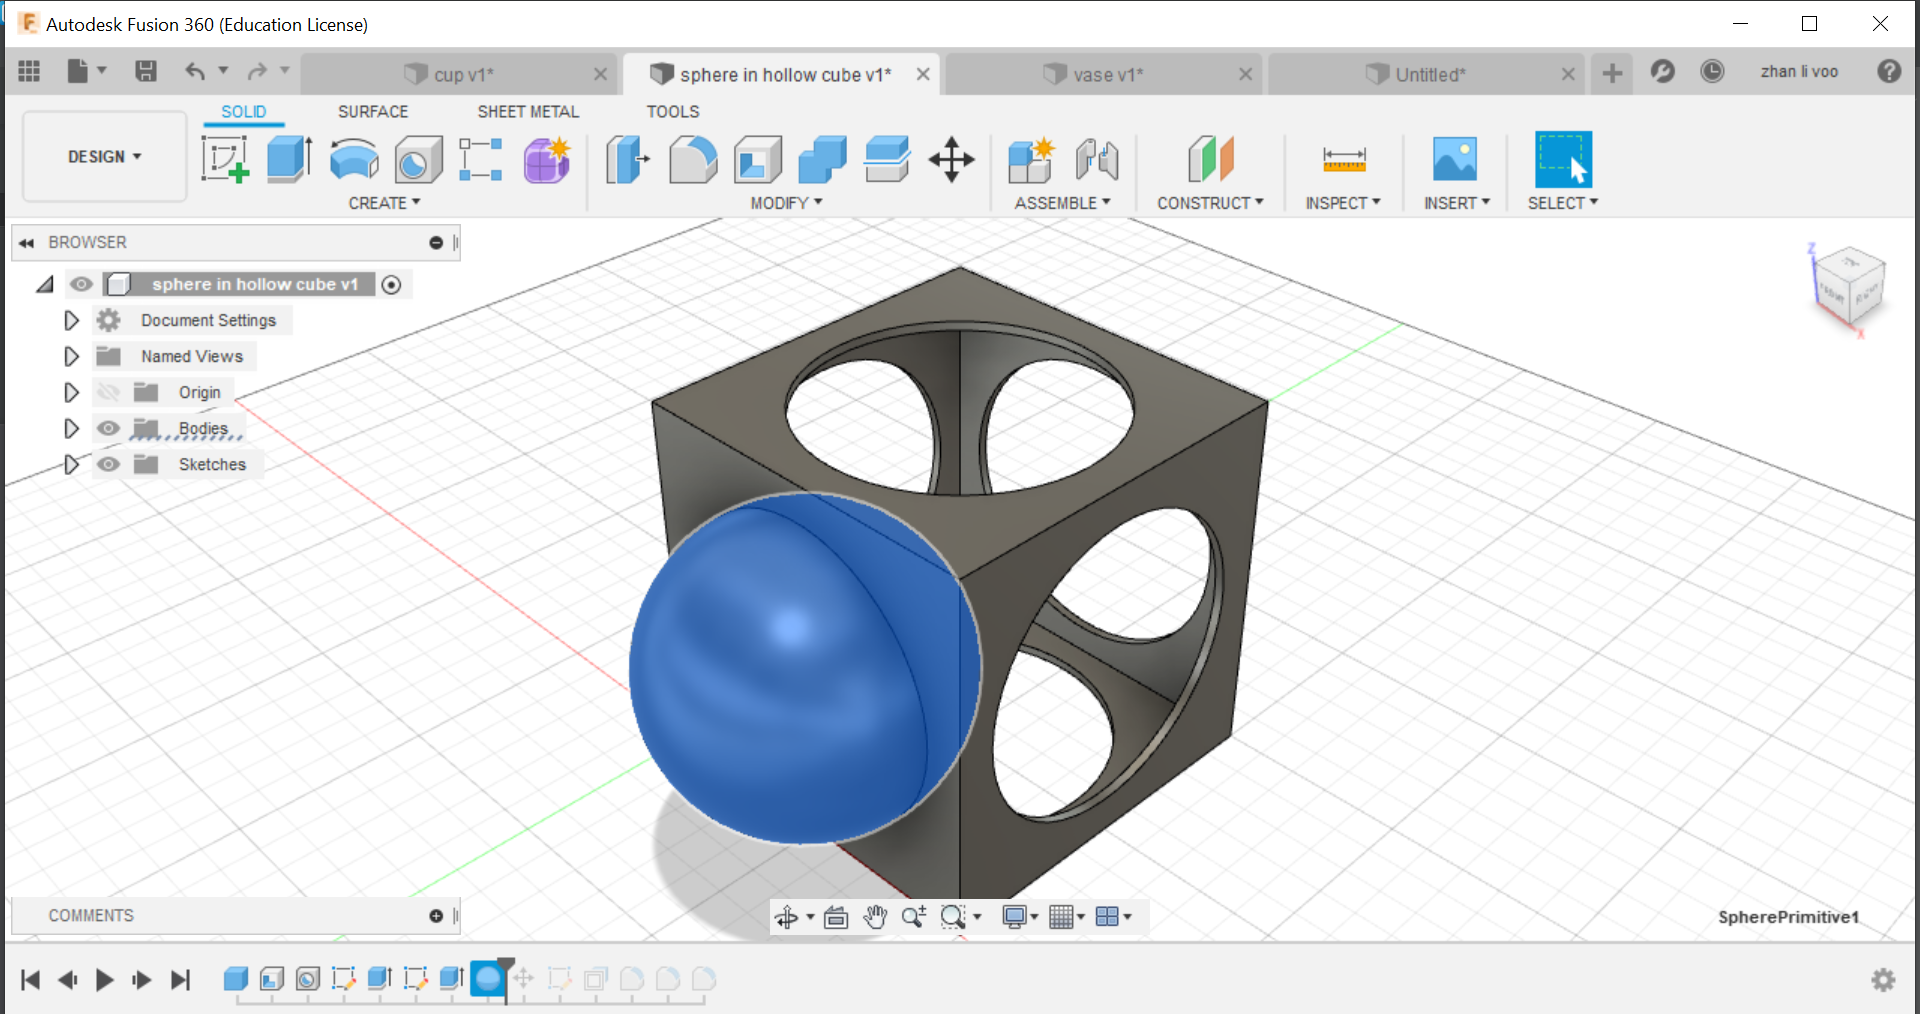 Autodesk Fusion 360 (Education License)
cup v1*
sphere in hollow cube v1*
vase v1*
Untitled*
zhan li voo
SOLID
SURFACE
SHEET METAL
TOOLS
DESIGN
CREATE
MODIFY
ASSEMBLE
CONSTRUCT
INSPECT
INSERT
SELECT
BROWSER
sphere in hollow cube v1
Document Settings
Named Views
Origin
Bodies
Sketches
Z
X
COMMENTS
SpherePrimitive1